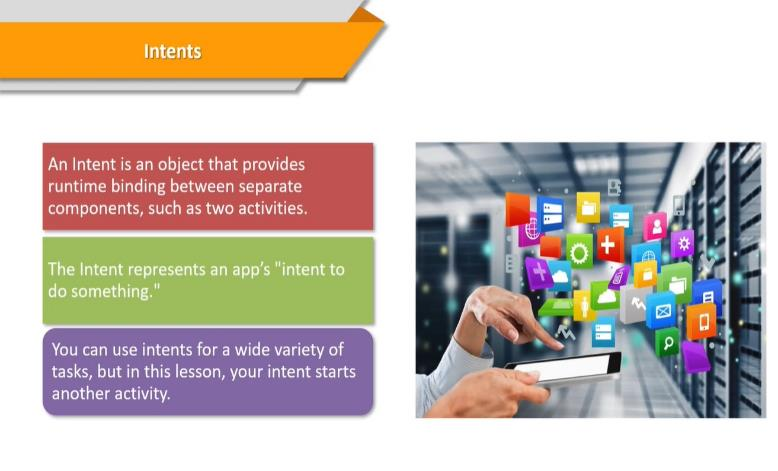 Intents
An Intent is an object that provides
runtime binding between separate
components, such as two activities.
The Intent represents an app’s "intent to
do something."
You can use intents for a wide variety of
tasks, but in this lesson, your intent starts
another activity.